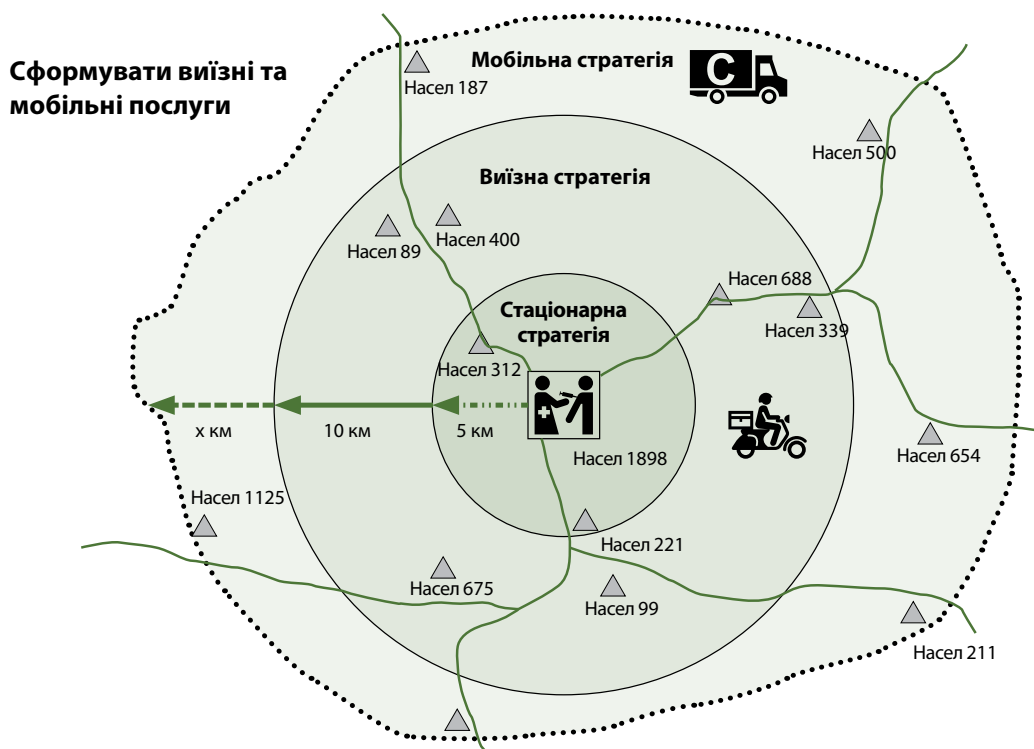 Сформувати виїзні та
мобільні послуги
Мобільна стратегія
C
Насел 187
Насел 500
Виїзна стратегія
Насел 89
Насел 400
Насел 688
Стаціонарна
стратегія
Насел 339
Насел 312
х км
10 км
5 км
Насел 1898
Насел 654
Насел 1125
Насел 221
Насел 675
Насел 99
Насел 211